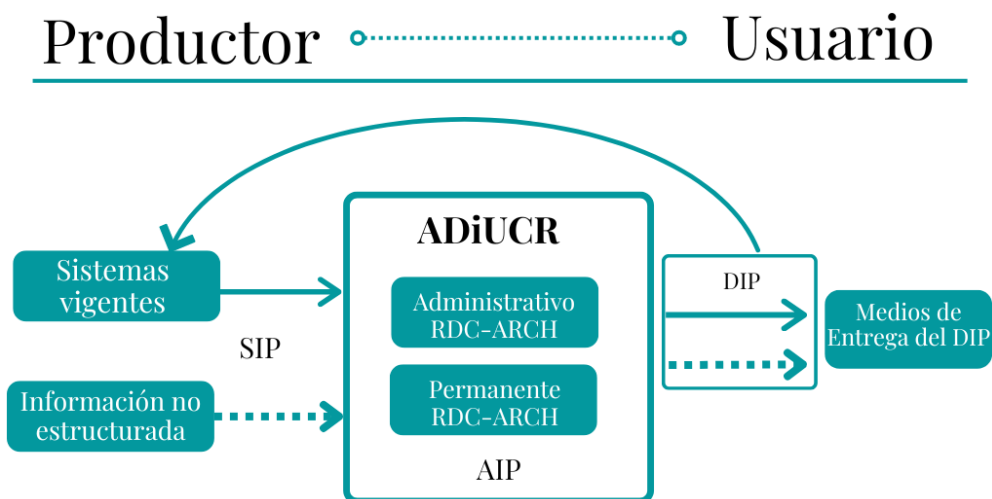 Productor
Usuario
ADiUCR
Sistemas
vigentes
SIP
Información no
estructurada
Administrativo
RDC-ARCH
Permanente
RDC-ARCH
AIP
DIP
Medios de
Entrega del DIP